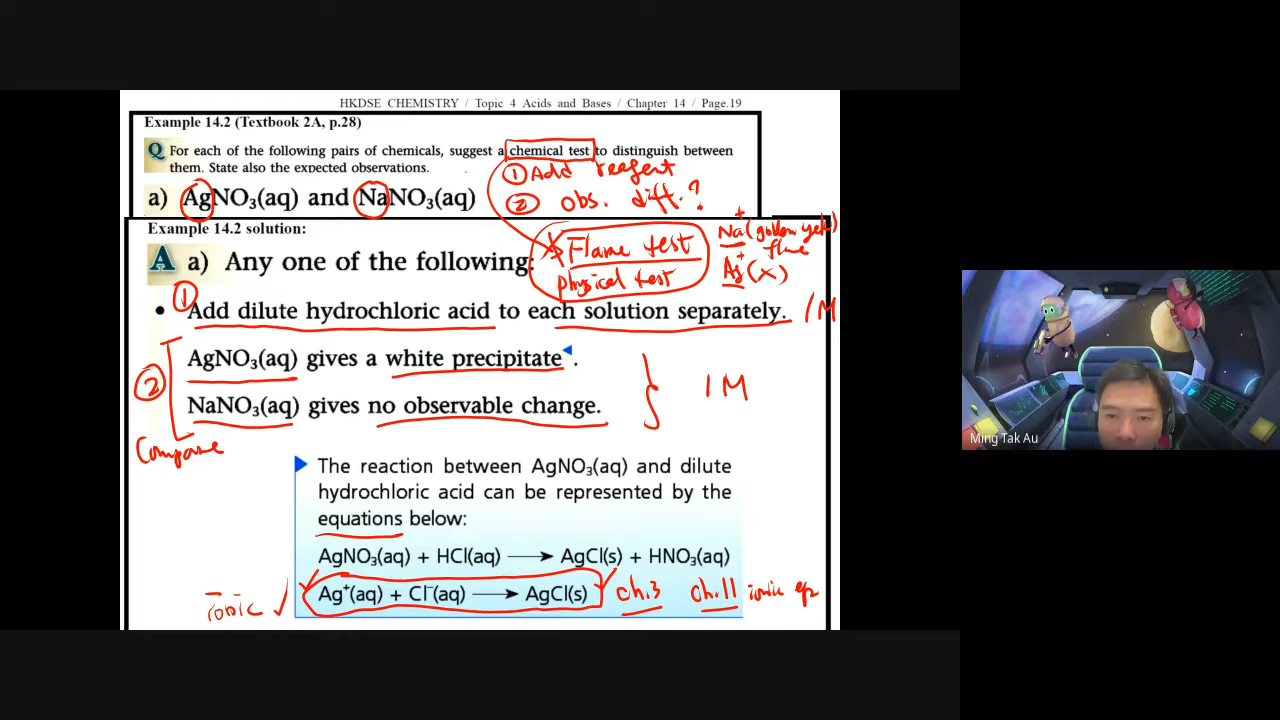 HKDSE CHEMISTRY / Topic 4 Acids and Bases / Chapter 14 / Page.19
Example 14.2 (Textbook 2A, p.28)
Q For each of the following pairs of chemicals, suggest a chemical test to distinguish between
them. State also the expected observations.
① Add reagent
a) AgNO₃(aq) and NaNO₃(aq)
② Obs. diff.?
Example 14.2 solution:
Na⁺ (golden
flame
Ag⁺ (X)
X Flame test
physical test
A a) Any one of the following:
①
• Add dilute hydrochloric acid to each solution separately. 1M
② AgNO₃(aq) gives a white precipitate.
NaNO₃(aq) gives no observable change.
1M
Compare
The reaction between AgNO₃(aq) and dilute
hydrochloric acid can be represented by the
equations below:
AgNO₃(aq) + HCl(aq) ⟶ AgCl(s) + HNO₃(aq)
ionic ✓ Ag⁺(aq) + Cl⁻(aq) ⟶ AgCl(s) ch.3 ch.11 ionic
Ming Tak Au